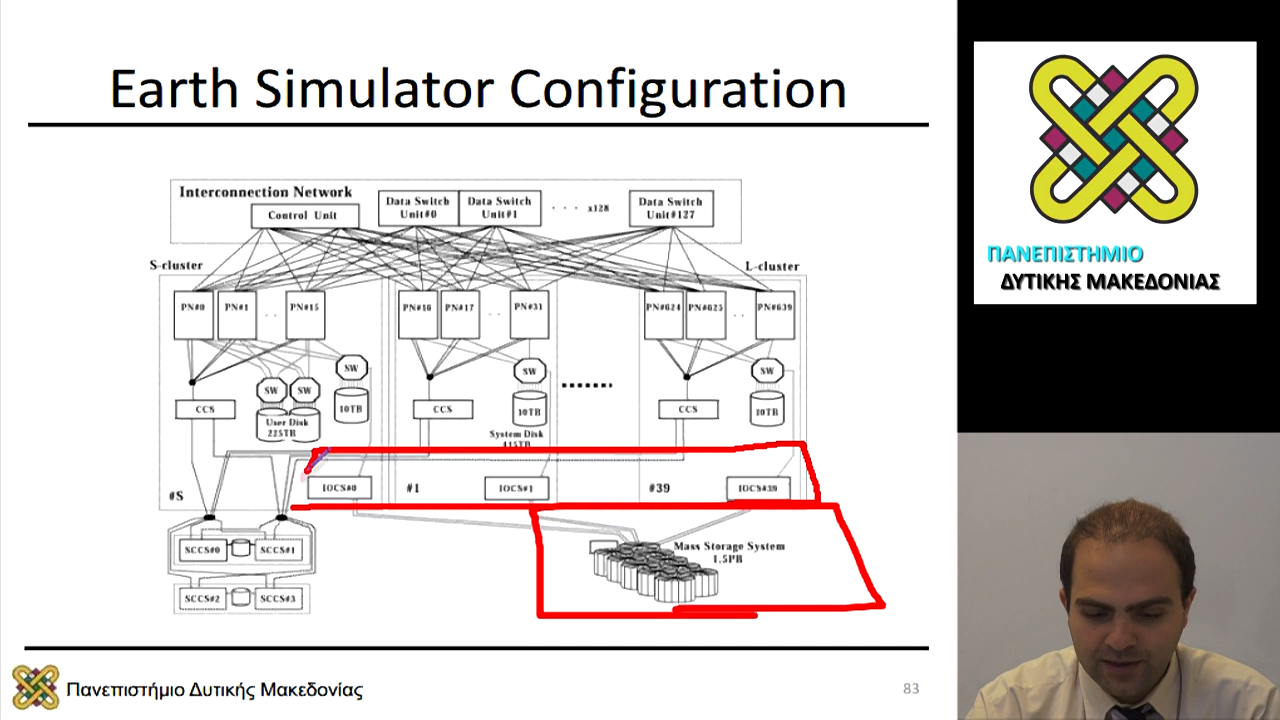 Earth Simulator Configuration
Interconnection Network
Control Unit
Data Switch
Unit#0
Data Switch
Unit#1
· · · x128
Data Switch
Unit#127
S-cluster
L-cluster
PN#0
PN#1
. .
PN#15
PN#16
PN#17
. .
PN#31
PN#624
PN#625
. .
PN#639
SW
SW
SW
SW
SW
CCS
User Disk
225TB
10TB
CCS
10TB
System Disk
415TB
CCS
10TB
#S
IOCS#0
#1
IOCS#1
#39
IOCS#39
SCCS#0
SCCS#1
SCCS#2
SCCS#3
Mass Storage System
1.5PB
Πανεπιστήμιο Δυτικής Μακεδονίας
83
ΠΑΝΕΠΙΣΤΗΜΙΟ
ΔΥΤΙΚΗΣ ΜΑΚΕΔΟΝΙΑΣ